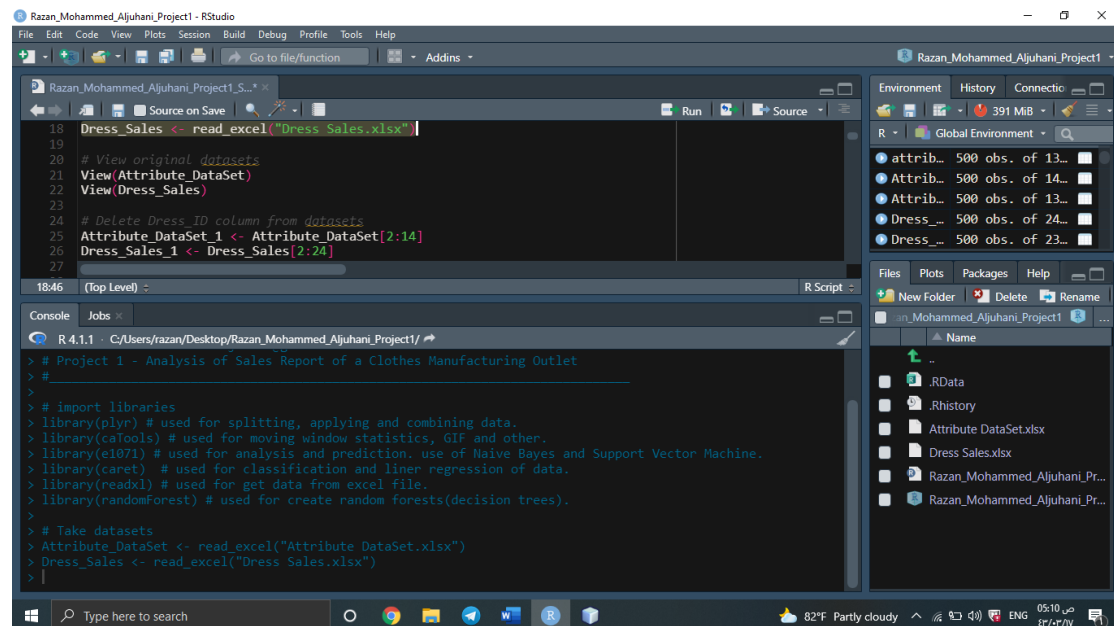 Razan_Mohammed_Aljuhani_Project1 - RStudio
File Edit Code View Plots Session Build Debug Profile Tools Help
Go to file/function
Addins
Razan_Mohammed_Aljuhani_Project1
Razan_Mohammed_Aljuhani_Project1_S...*
Source on Save
Run
Source
18 Dress_Sales <- read_excel("Dress Sales.xlsx")
19
20 # View original datasets
21 View(Attribute_DataSet)
22 View(Dress_Sales)
23
24 # Delete Dress_ID column from datasets
25 Attribute_DataSet_1 <- Attribute_DataSet[2:14]
26 Dress_Sales_1 <- Dress_Sales[2:24]
27
18:46 (Top Level) R Script
Console Jobs
R 4.1.1 · C:/Users/razan/Desktop/Razan_Mohammed_Aljuhani_Project1/
> # Project 1 - Analysis of Sales Report of a Clothes Manufacturing Outlet
> #
>
> # import libraries
> library(plyr) # used for splitting, applying and combining data.
> library(caTools) # used for moving window statistics, GIF and other.
> library(e1071) # used for analysis and prediction. use of Naive Bayes and Support Vector Machine.
> library(caret)  # used for classification and liner regression of data.
> library(readxl) # used for get data from excel file.
> library(randomForest) # used for create random forests(decision trees).
>
> # Take datasets
> Attribute_DataSet <- read_excel("Attribute DataSet.xlsx")
> Dress_Sales <- read_excel("Dress Sales.xlsx")
>
Environment History Connectio
391 MiB
R Global Environment
attrib… 500 obs. of 13…
Attrib… 500 obs. of 14…
Attrib… 500 obs. of 13…
Dress_… 500 obs. of 24…
Dress_… 500 obs. of 23…
Files Plots Packages Help
New Folder Delete Rename
an_Mohammed_Aljuhani_Project1 ...
Name
..
.RData
.Rhistory
Attribute DataSet.xlsx
Dress Sales.xlsx
Razan_Mohammed_Aljuhani_Pr...
Razan_Mohammed_Aljuhani_Pr...
Type here to search
82°F Partly cloudy
ENG
05:10 ص